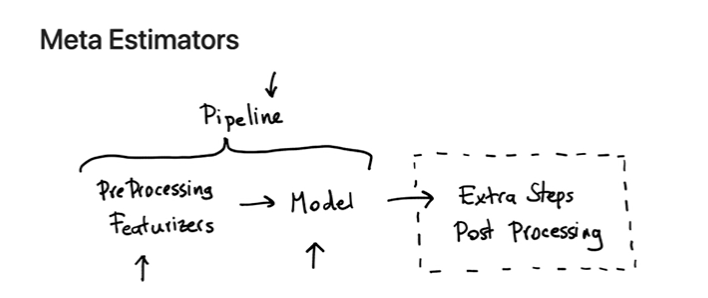 Meta Estimators
Pipeline
PreProcessing
Featurizers
Model
Extra Steps
Post Processing